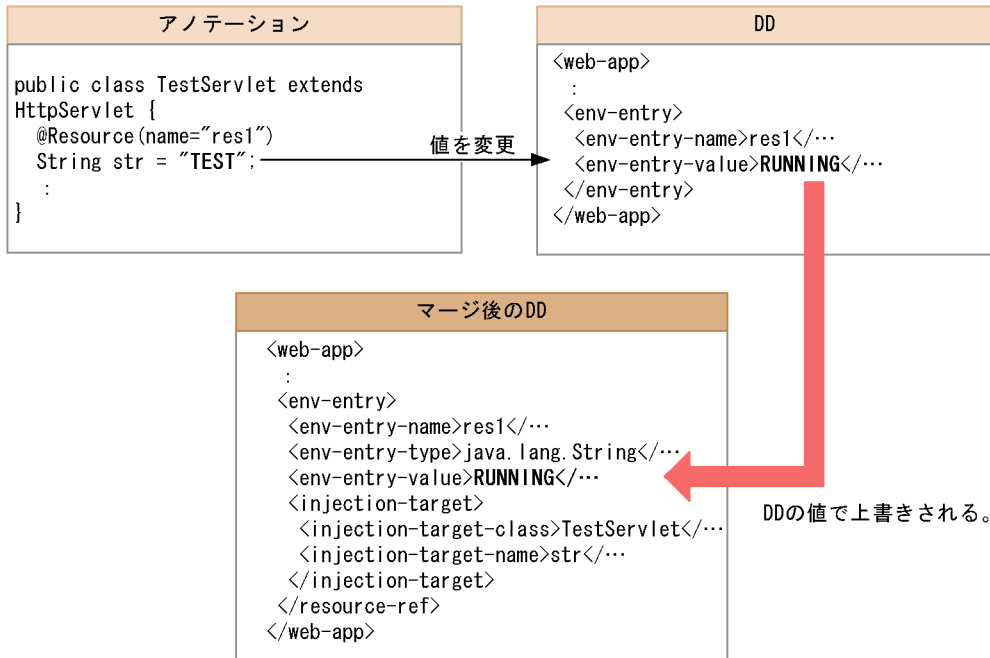 アノテーション
public class TestServlet extends
HttpServlet {
@Resource(name="res1")
String str = "TEST";
:
}
値を変更
DD
<web-app>
:
<env-entry>
<env-entry-name>res1</…
<env-entry-value>RUNNING</…
</env-entry>
</web-app>
マージ後のDD
<web-app>
:
<env-entry>
<env-entry-name>res1</…
<env-entry-type>java.lang.String</…
<env-entry-value>RUNNING</…
<injection-target>
<injection-target-class>TestServlet</…
<injection-target-name>str</…
</injection-target>
</resource-ref>
</web-app>
DDの値で上書きされる。